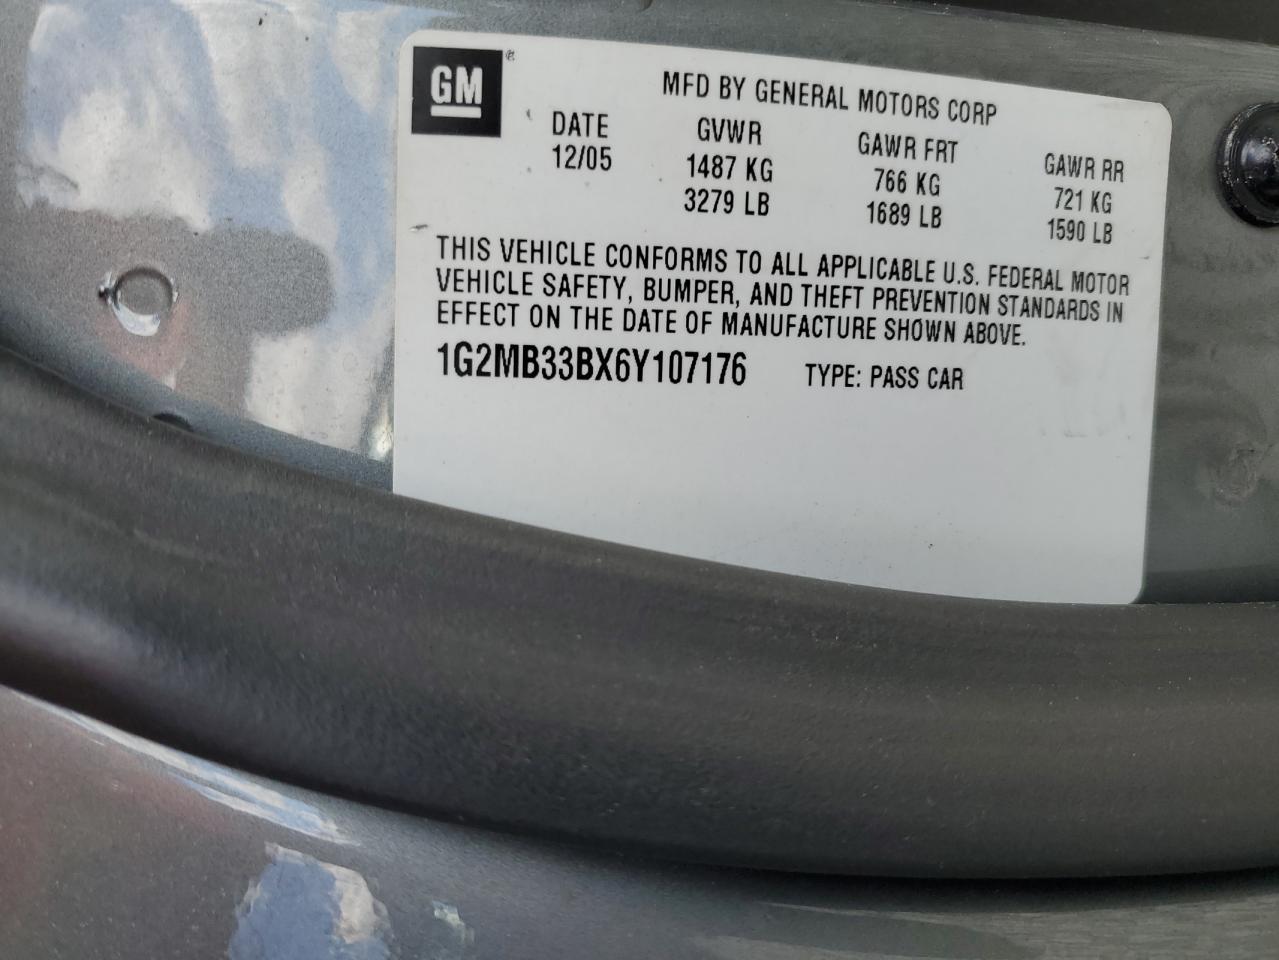 GM®
MFD BY GENERAL MOTORS CORP
DATE GVWR GAWR FRT GAWR RR
12/05 1487 KG 766 KG 721 KG
3279 LB 1689 LB 1590 LB
THIS VEHICLE CONFORMS TO ALL APPLICABLE U.S. FEDERAL MOTOR
VEHICLE SAFETY, BUMPER, AND THEFT PREVENTION STANDARDS IN
EFFECT ON THE DATE OF MANUFACTURE SHOWN ABOVE.
1G2MB33BX6Y107176 TYPE: PASS CAR